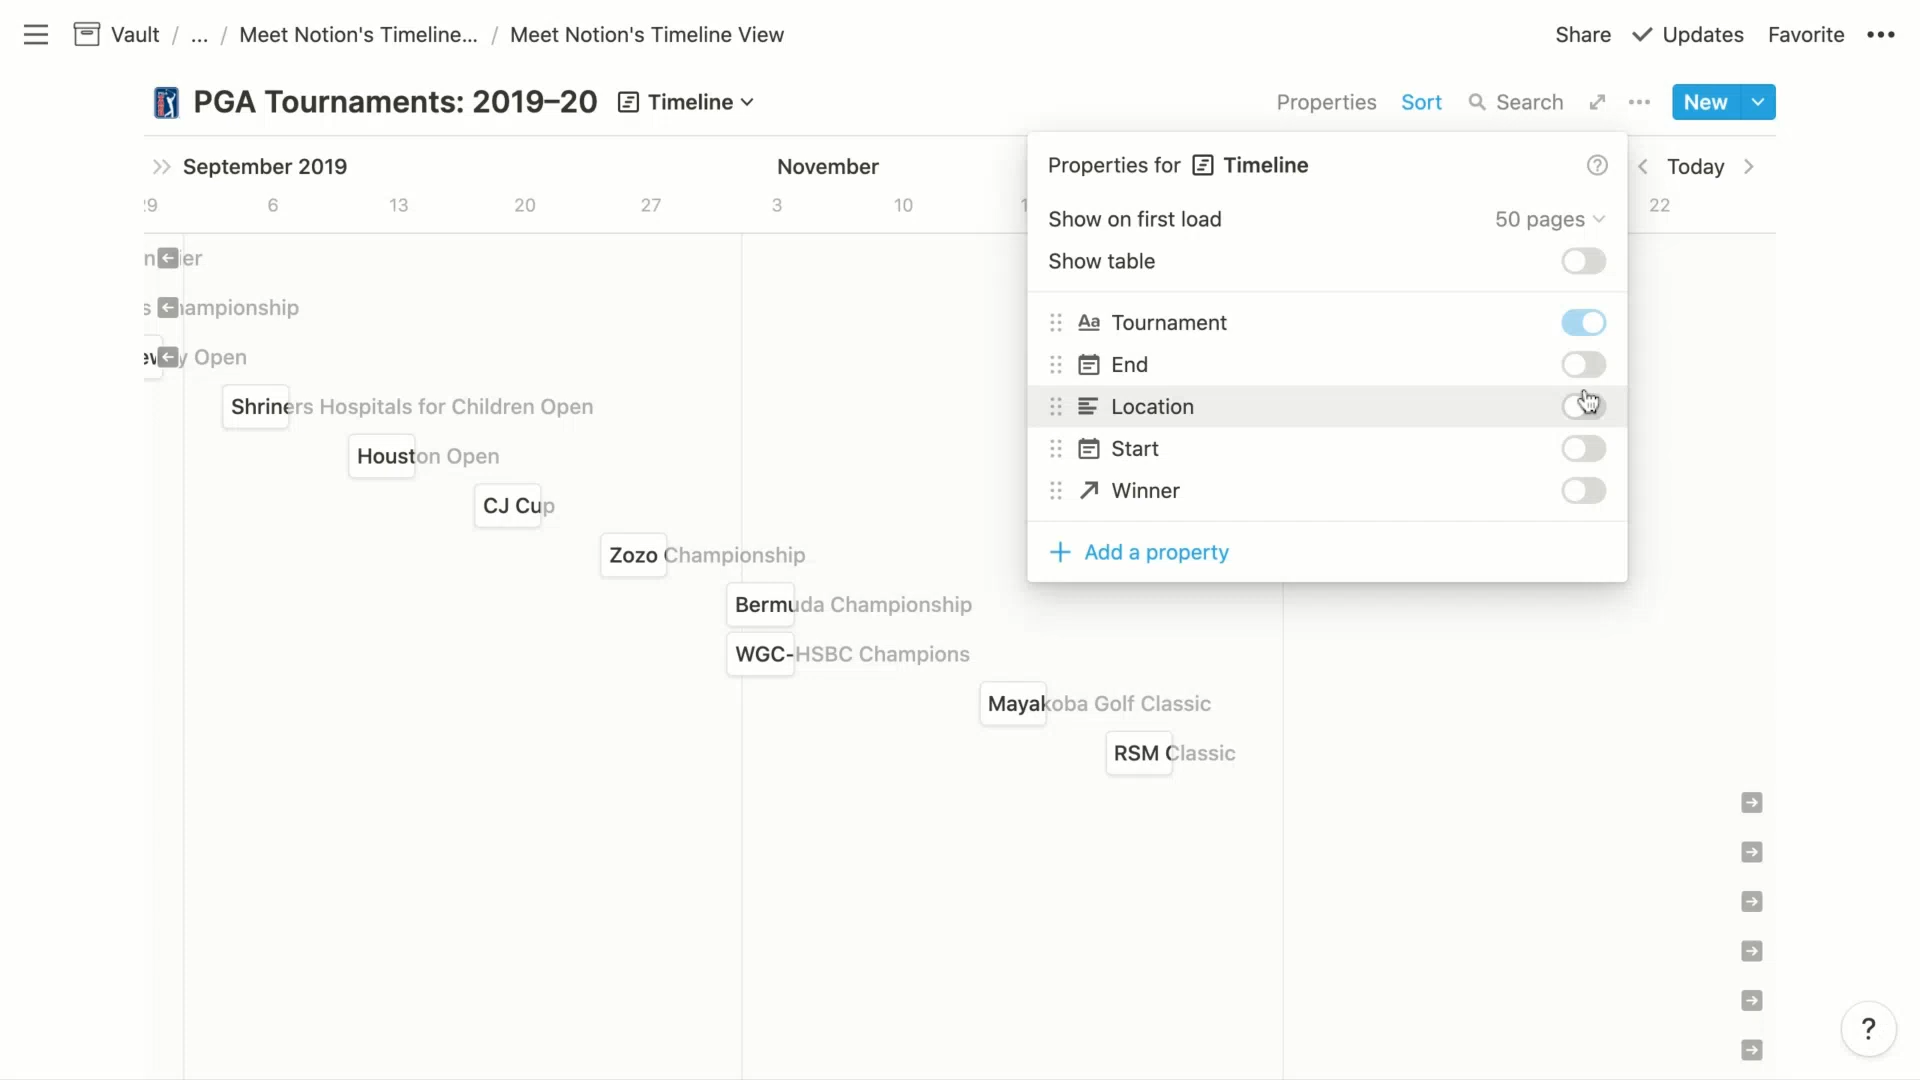 Vault / ... / Meet Notion's Timeline... / Meet Notion's Timeline View
Share Updates Favorite •••
PGA Tournaments: 2019–20 Timeline
Properties Sort Search ••• New
September 2019 November
Today
6 13 20 27 3 10 22
Properties for Timeline
Show on first load 50 pages
Show table
Aa Tournament
End
Location
Start
Winner
+ Add a property
Championship
Open
Shriners Hospitals for Children Open
Houston Open
CJ Cup
Zozo Championship
Bermuda Championship
WGC-HSBC Champions
Mayakoba Golf Classic
RSM Classic
?